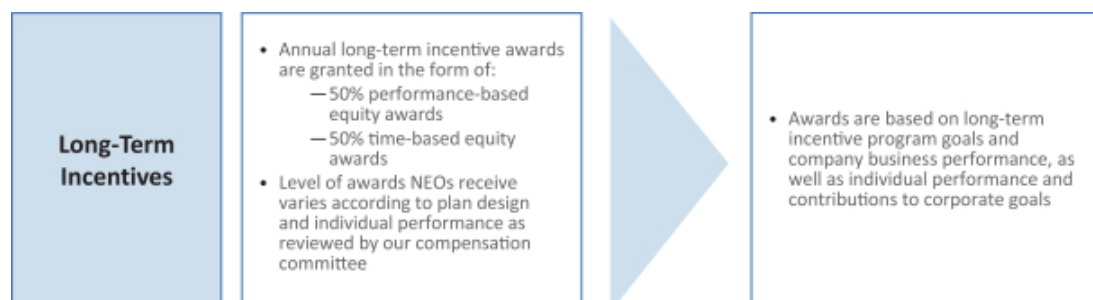 Long-Term
Incentives
• Annual long-term incentive awards
are granted in the form of:
—50% performance-based
equity awards
—50% time-based equity
awards
• Level of awards NEOs receive
varies according to plan design
and individual performance as
reviewed by our compensation
committee
• Awards are based on long-term
incentive program goals and
company business performance, as
well as individual performance and
contributions to corporate goals